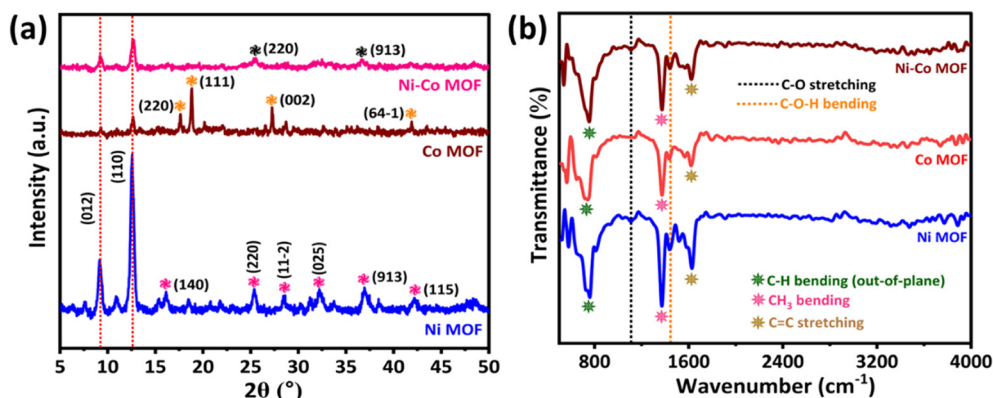 (a)
(220)
(913)
Ni-Co MOF
(111)
(220)
(002)
(64-1)
Co MOF
(012)
(110)
(140)
(220)
(11-2)
(025)
(913)
(115)
Ni MOF
Intensity (a.u.)
5 10 15 20 25 30 35 40 45 50
2θ (°)
(b)
Ni-Co MOF
C-O stretching
C-O-H bending
Co MOF
Ni MOF
C-H bending (out-of-plane)
CH₃ bending
C=C stretching
Transmittance (%)
800 1600 2400 3200 4000
Wavenumber (cm⁻¹)